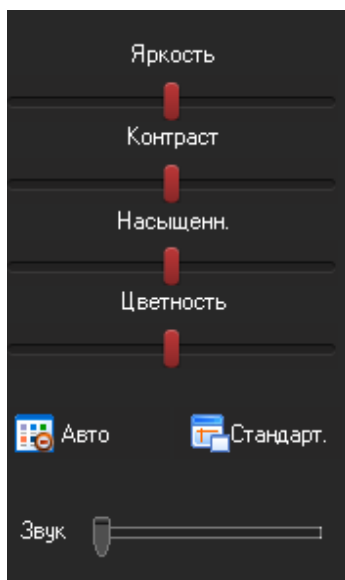 Яркость
Контраст
Насыщенн.
Цветность
Авто
Стандарт.
Звук